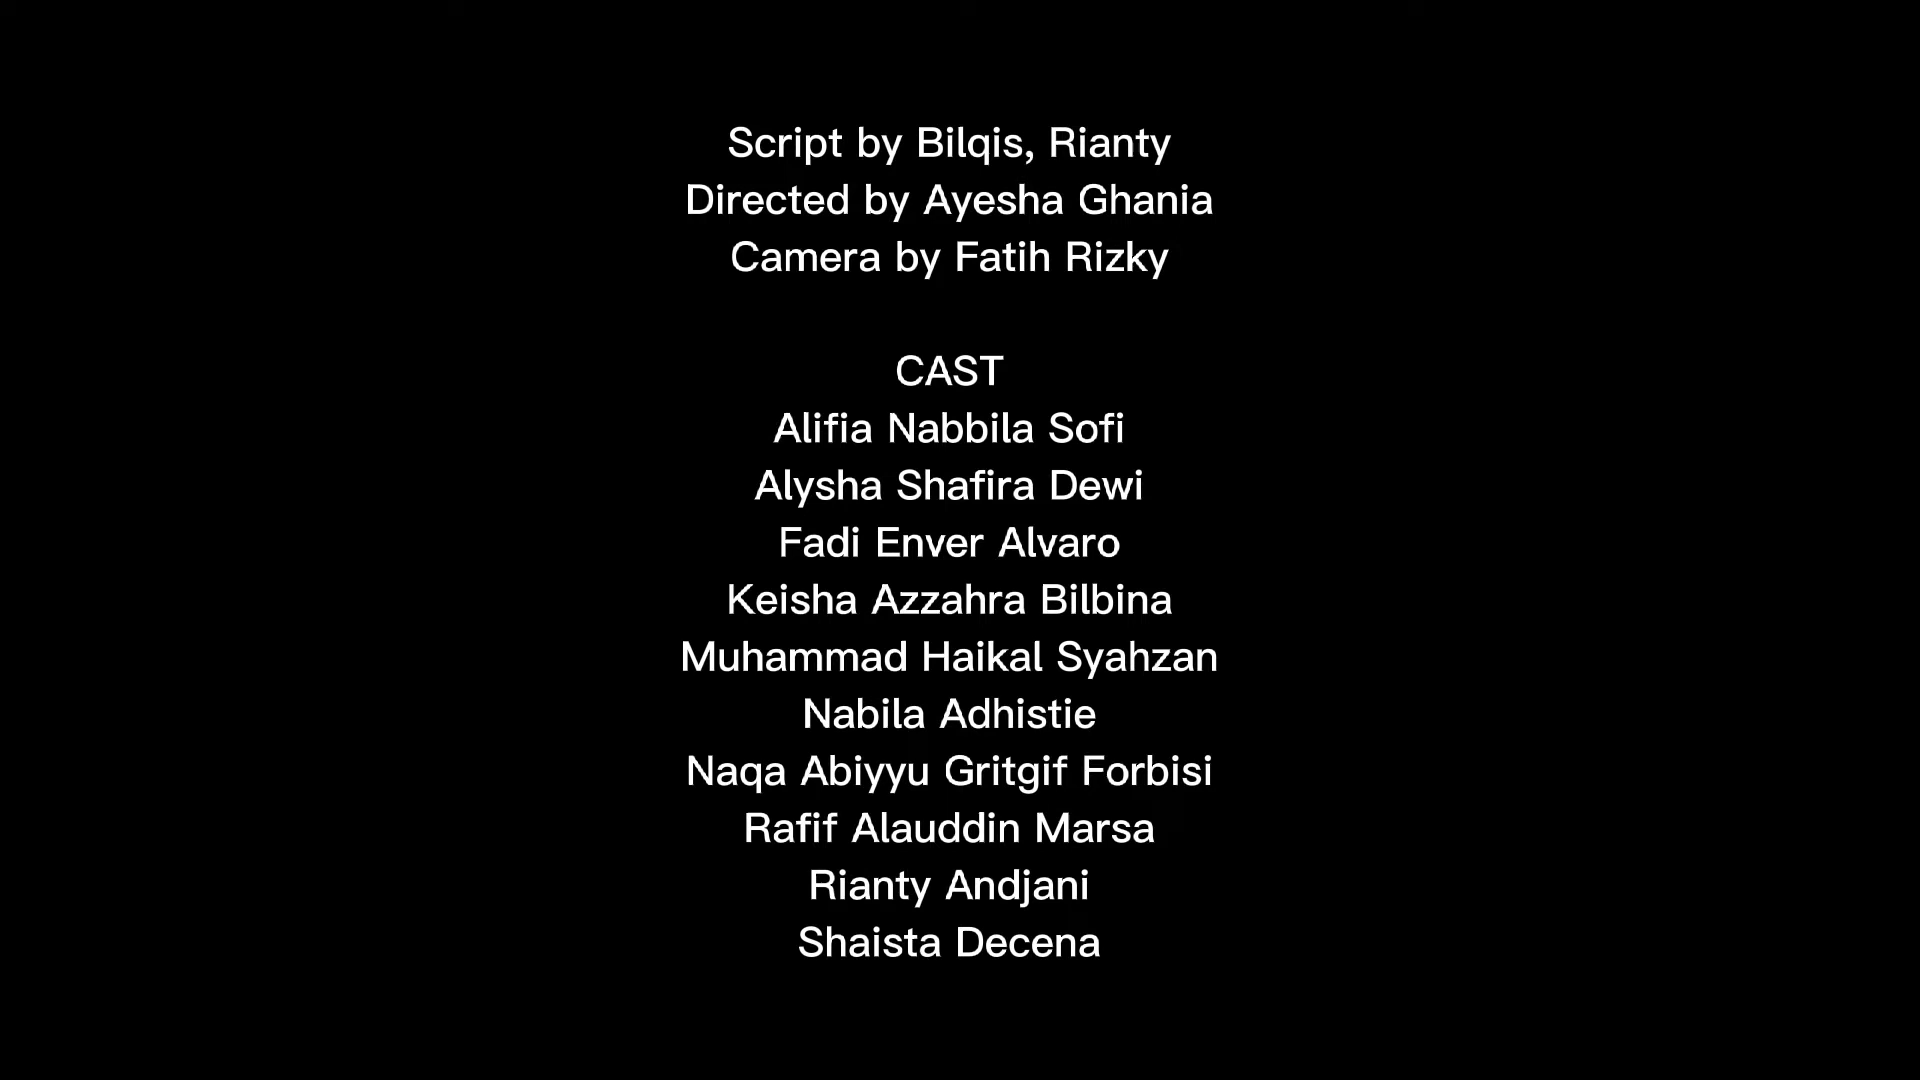 Script by Bilqis, Rianty
Directed by Ayesha Ghania
Camera by Fatih Rizky
CAST
Alifia Nabbila Sofi
Alysha Shafira Dewi
Fadi Enver Alvaro
Keisha Azzahra Bilbina
Muhammad Haikal Syahzan
Nabila Adhistie
Naqa Abiyyu Gritgif Forbisi
Rafif Alauddin Marsa
Rianty Andjani
Shaista Decena